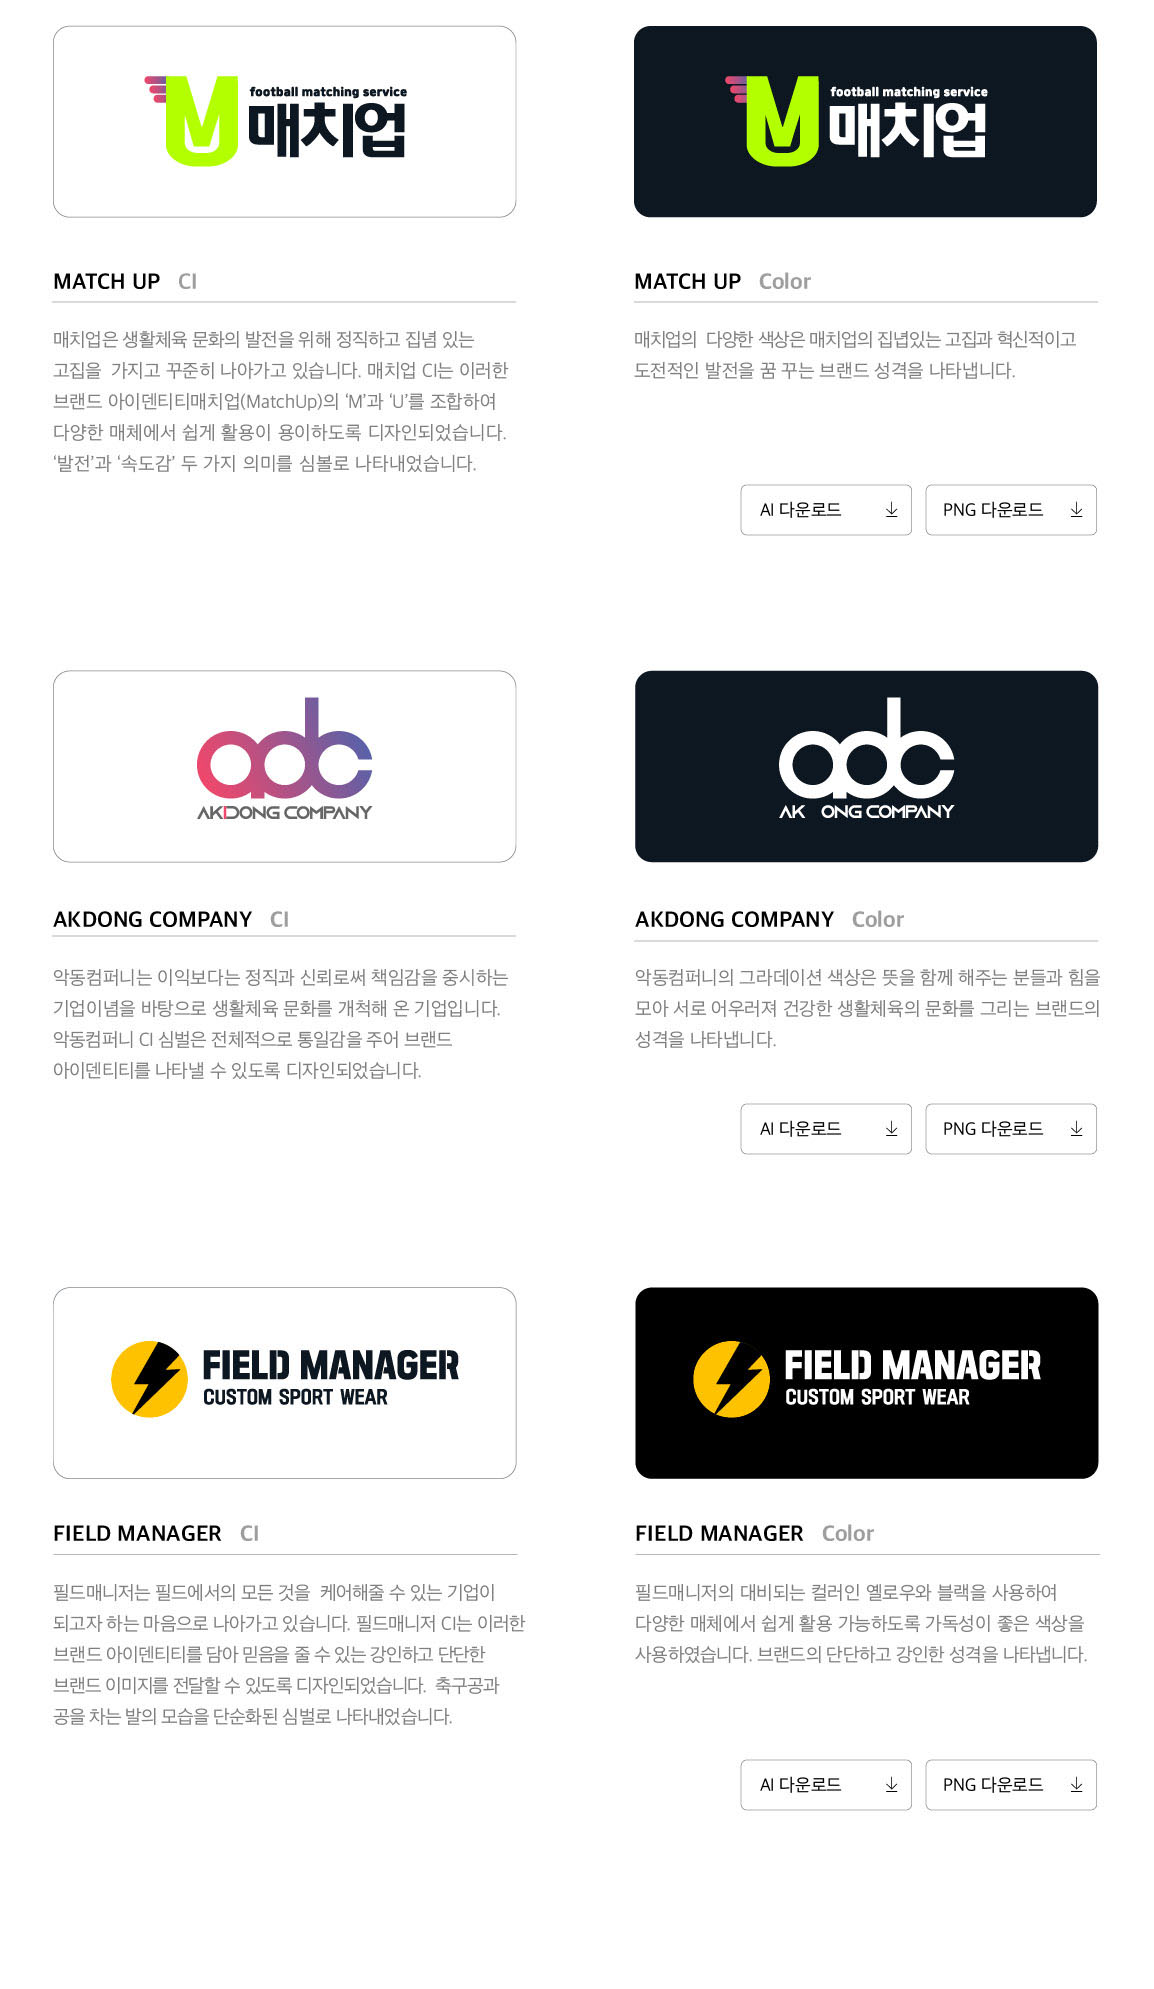 football matching service
매치업
football matching service
매치업
MATCH UP CI
매치업은 생활체육 문화의 발전을 위해 정직하고 집념 있는
고집을 가지고 꾸준히 나아가고 있습니다. 매치업 CI는 이러한
브랜드 아이덴티티매치업(MatchUp)의 ‘M’과 ‘U’를 조합하여
다양한 매체에서 쉽게 활용이 용이하도록 디자인되었습니다.
‘발전’과 ‘속도감’ 두 가지 의미를 심볼로 나타내었습니다.
MATCH UP Color
매치업의 다양한 색상은 매치업의 집녑있는 고집과 혁신적이고
도전적인 발전을 꿈 꾸는 브랜드 성격을 나타냅니다.
AI 다운로드
PNG 다운로드
adc
AKDONG COMPANY
adc
AK ONG COMPANY
AKDONG COMPANY CI
악동컴퍼니는 이익보다는 정직과 신뢰로써 책임감을 중시하는
기업이념을 바탕으로 생활체육 문화를 개척해 온 기업입니다.
악동컴퍼니 CI 심벌은 전체적으로 통일감을 주어 브랜드
아이덴티티를 나타낼 수 있도록 디자인되었습니다.
AKDONG COMPANY Color
악동컴퍼니의 그라데이션 색상은 뜻을 함께 해주는 분들과 힘을
모아 서로 어우러져 건강한 생활체육의 문화를 그리는 브랜드의
성격을 나타냅니다.
AI 다운로드
PNG 다운로드
FIELD MANAGER
CUSTOM SPORT WEAR
FIELD MANAGER
CUSTOM SPORT WEAR
FIELD MANAGER CI
필드매니저는 필드에서의 모든 것을 케어해줄 수 있는 기업이
되고자 하는 마음으로 나아가고 있습니다. 필드매니저 CI는 이러한
브랜드 아이덴티티를 담아 믿음을 줄 수 있는 강인하고 단단한
브랜드 이미지를 전달할 수 있도록 디자인되었습니다. 축구공과
공을 차는 발의 모습을 단순화된 심벌로 나타내었습니다.
FIELD MANAGER Color
필드매니저의 대비되는 컬러인 옐로우와 블랙을 사용하여
다양한 매체에서 쉽게 활용 가능하도록 가독성이 좋은 색상을
사용하였습니다. 브랜드의 단단하고 강인한 성격을 나타냅니다.
AI 다운로드
PNG 다운로드